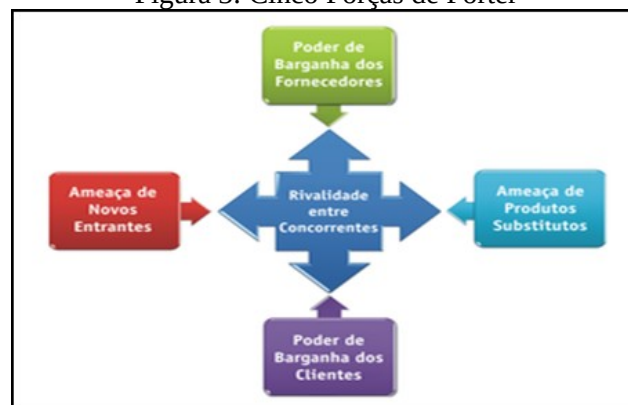 Figura 3: Cinco Forças de Porter
Poder de
Barganha dos
Fornecedores
Ameaça de
Novos
Entrantes
Rivalidade
entre
Concorrentes
Ameaça de
Produtos
Substitutos
Poder de
Barganha dos
Clientes